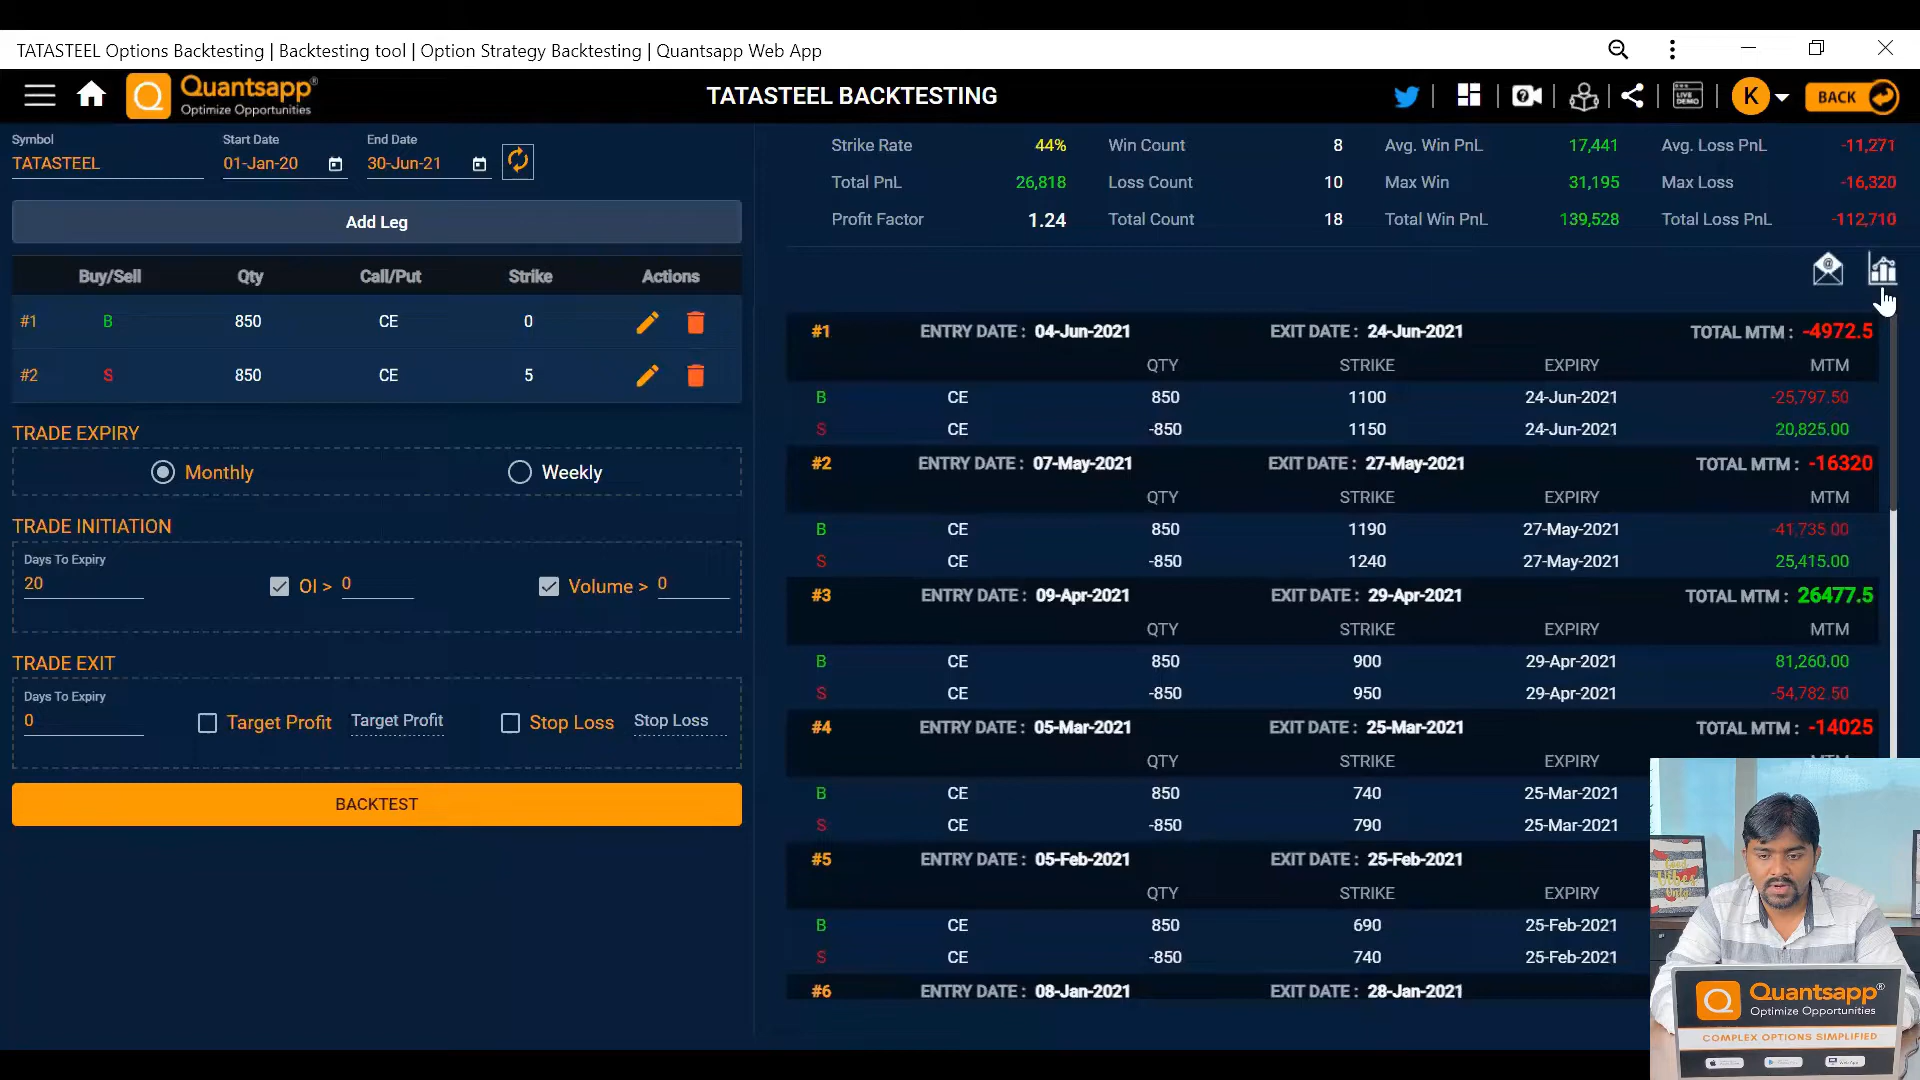 TATASTEEL Options Backtesting | Backtesting tool | Option Strategy Backtesting | Quantsapp Web App
Quantsapp®
Optimize Opportunities
TATASTEEL BACKTESTING
LIVE DEMO
K
BACK
Symbol
Start Date
End Date
TATASTEEL
01-Jan-20
30-Jun-21
Add Leg
Buy/Sell Qty Call/Put Strike Actions
#1 B 850 CE 0
#2 S 850 CE 5
TRADE EXPIRY
Monthly
Weekly
TRADE INITIATION
Days To Expiry
20
OI > 0
Volume > 0
TRADE EXIT
Days To Expiry
0
Target Profit Target Profit
Stop Loss Stop Loss
BACKTEST
Strike Rate 44% Win Count 8 Avg. Win PnL 17,441 Avg. Loss PnL -11,271
Total PnL 26,818 Loss Count 10 Max Win 31,195 Max Loss -16,320
Profit Factor 1.24 Total Count 18 Total Win PnL 139,528 Total Loss PnL -112,710
#1 ENTRY DATE : 04-Jun-2021 EXIT DATE : 24-Jun-2021 TOTAL MTM : -4972.5
QTY STRIKE EXPIRY MTM
B CE 850 1100 24-Jun-2021 -25,797.50
S CE -850 1150 24-Jun-2021 20,825.00
#2 ENTRY DATE : 07-May-2021 EXIT DATE : 27-May-2021 TOTAL MTM : -16320
QTY STRIKE EXPIRY MTM
B CE 850 1190 27-May-2021 -41,735.00
S CE -850 1240 27-May-2021 25,415.00
#3 ENTRY DATE : 09-Apr-2021 EXIT DATE : 29-Apr-2021 TOTAL MTM : 26477.5
QTY STRIKE EXPIRY MTM
B CE 850 900 29-Apr-2021 81,260.00
S CE -850 950 29-Apr-2021 -54,782.50
#4 ENTRY DATE : 05-Mar-2021 EXIT DATE : 25-Mar-2021 TOTAL MTM : -14025
QTY STRIKE EXPIRY
B CE 850 740 25-Mar-2021
S CE -850 790 25-Mar-2021
#5 ENTRY DATE : 05-Feb-2021 EXIT DATE : 25-Feb-2021
QTY STRIKE EXPIRY
B CE 850 690 25-Feb-2021
S CE -850 740 25-Feb-2021
#6 ENTRY DATE : 08-Jan-2021 EXIT DATE : 28-Jan-2021
Good
Vibes
Only
Quantsapp®
Optimize Opportunities
COMPLEX OPTIONS SIMPLIFIED